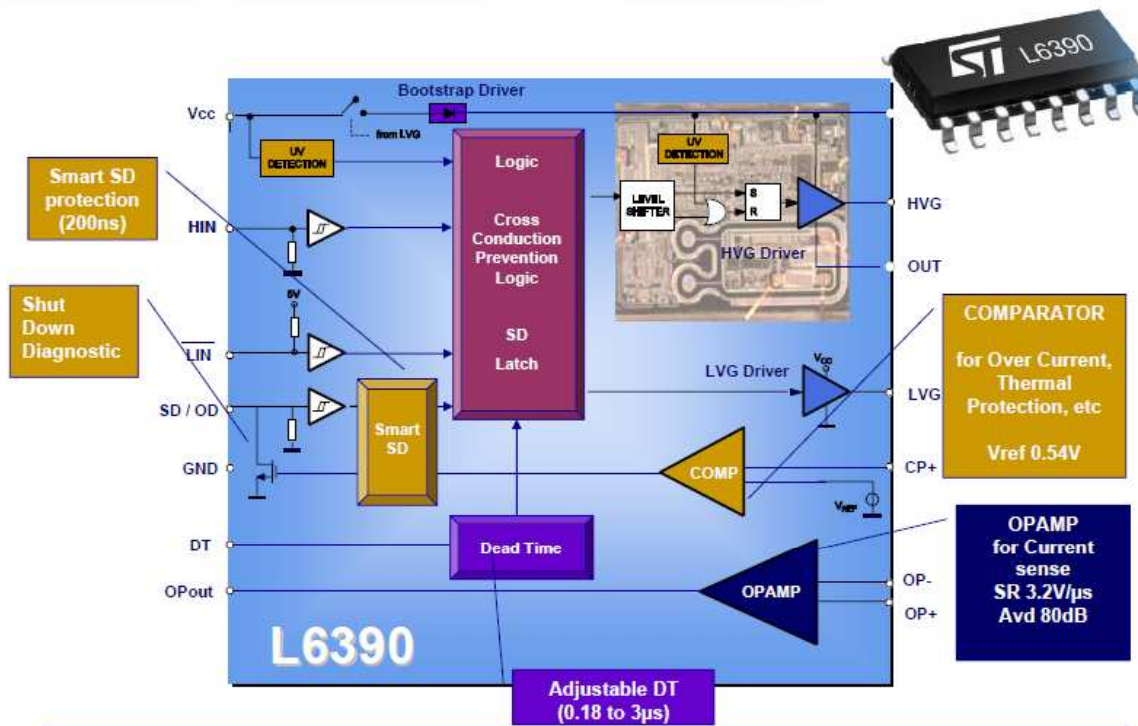 ST L6390
Bootstrap Driver
Vcc
from LVG
UV
DETECTION
Smart SD
protection
(200ns)
Logic
Cross
Conduction
Prevention
Logic
SD
Latch
UV
DETECTION
LEVEL
SHIFTER
S
R
HVG
HIN
HVG Driver
OUT
5V
Shut
Down
Diagnostic
COMPARATOR
for Over Current,
Thermal
Protection, etc
Vref 0.54V
LIN
LVG Driver
VCC
LVG
SD / OD
Smart
SD
GND
COMP
CP+
VREF
DT
Dead Time
OPAMP
for Current
sense
SR 3.2V/µs
Avd 80dB
OPout
OPAMP
OP-
OP+
L6390
Adjustable DT
(0.18 to 3µs)